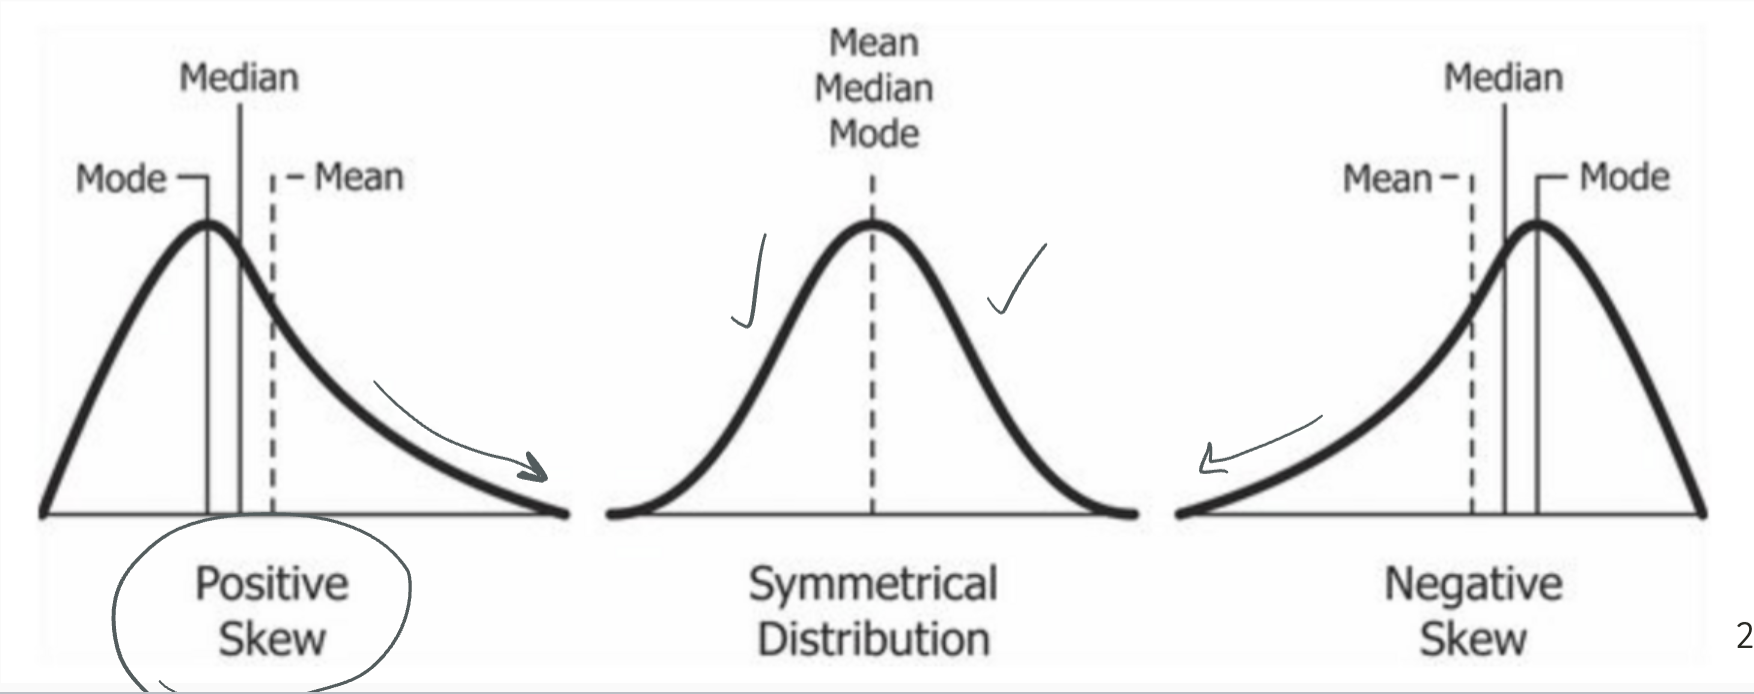 Median
Mode
Mean
Positive
Skew
Mean
Median
Mode
Symmetrical
Distribution
Median
Mean
Mode
Negative
Skew
2